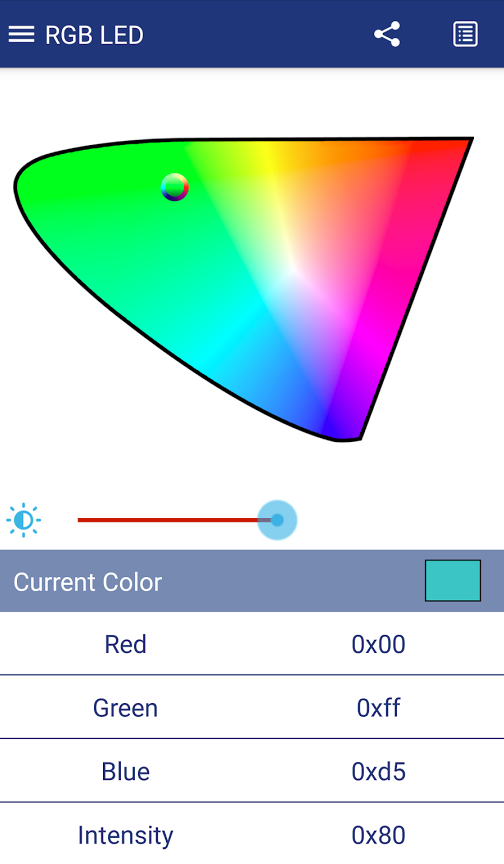 RGB LED
Current Color
Red 0x00
Green 0xff
Blue 0xd5
Intensity 0x80